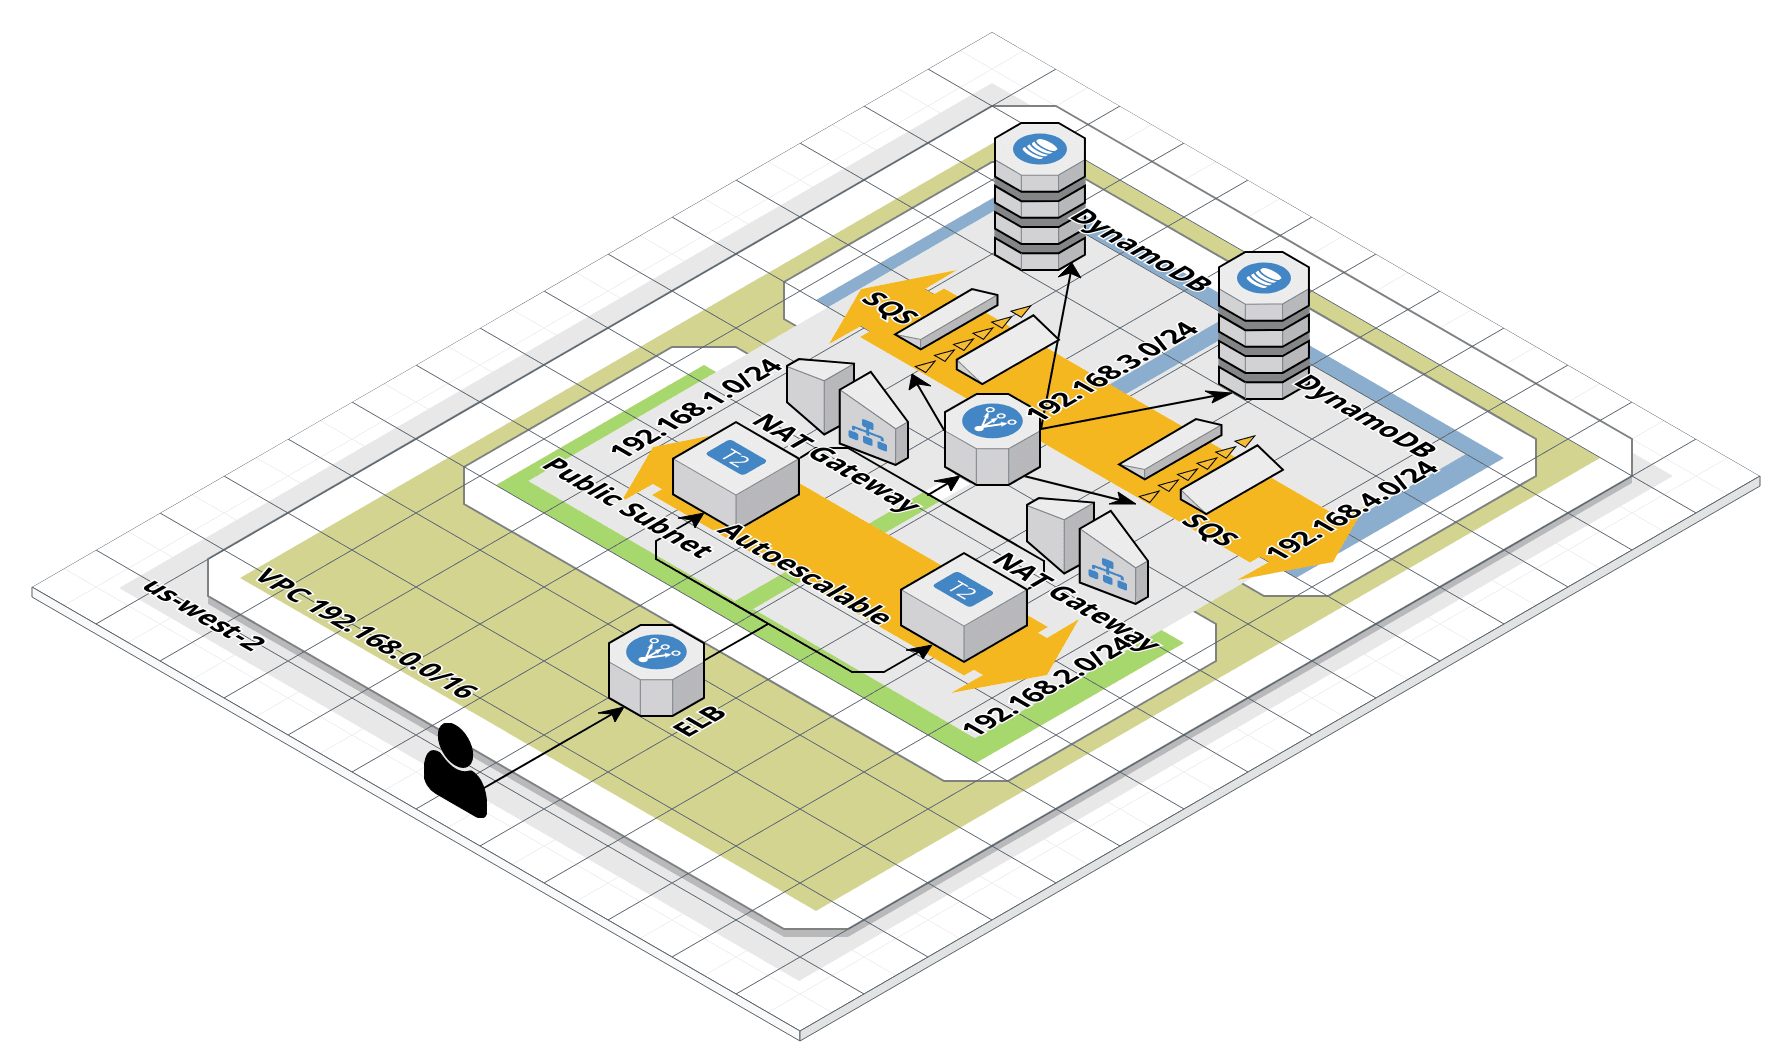 DynamoDB
DynamoDB
SQS
192.168.3.0/24
192.168.1.0/24
NAT Gateway
T2
Public Subnet
Autoescalable
SQS
192.168.4.0/24
NAT Gateway
T2
192.168.2.0/24
us-west-2
VPC 192.168.0.0/16
ELB